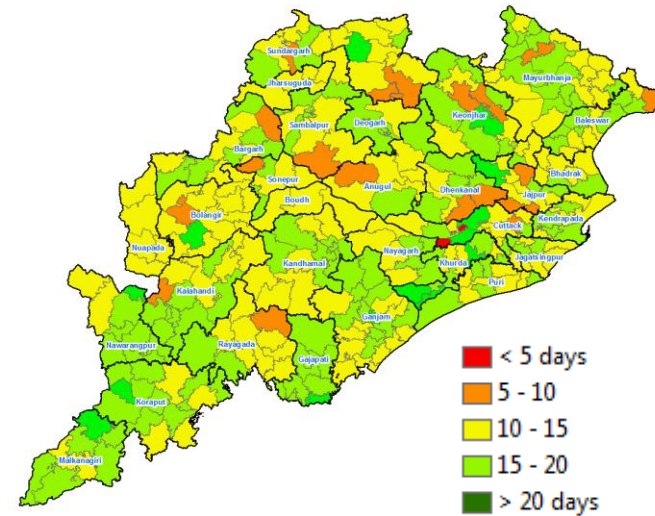 Sundargarh
Jharsuguda
Mayurbhanja
Keonjhar
Baleswar
Sambalpur
Deogarh
Bargarh
Bhadrak
Sonepur
Anugul
Dhenkanal
Jajpur
Boudh
Bolangir
Cuttack
Kendrapada
Nuapada
Nayagarh
Khurda
Jagatsingpur
Kandhamal
Puri
Kalahandi
Ganjam
Nawarangpur
Rayagada
Gajapati
Koraput
Malkanagiri
< 5 days
5 - 10
10 - 15
15 - 20
> 20 days